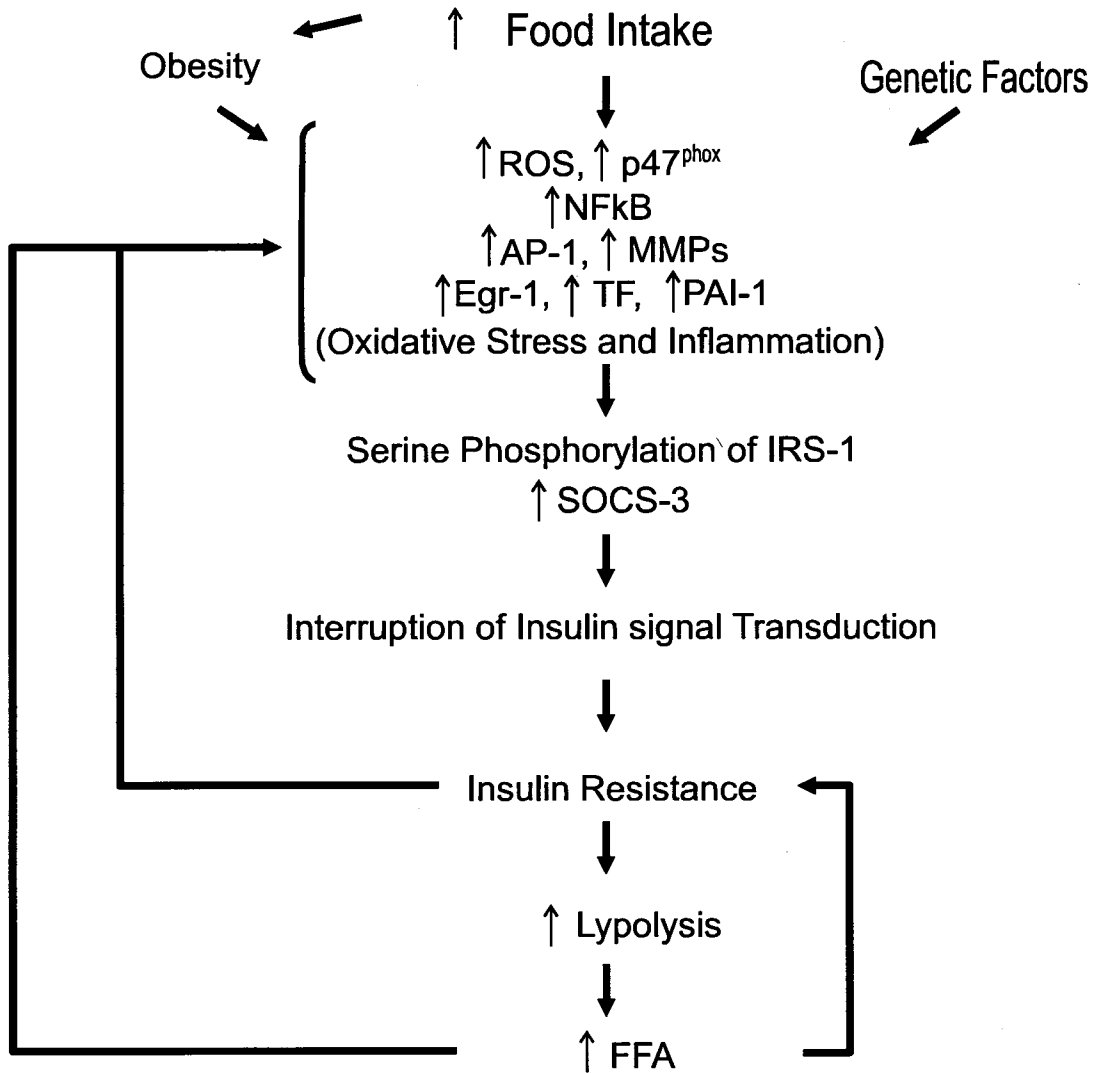 ↑ Food Intake
Obesity
Genetic Factors
↑ROS, ↑ p47phox
↑NFkB
↑AP-1, ↑ MMPs
↑Egr-1, ↑ TF, ↑PAI-1
(Oxidative Stress and Inflammation)
Serine Phosphorylation of IRS-1
↑ SOCS-3
Interruption of Insulin signal Transduction
Insulin Resistance
↑ Lypolysis
↑ FFA